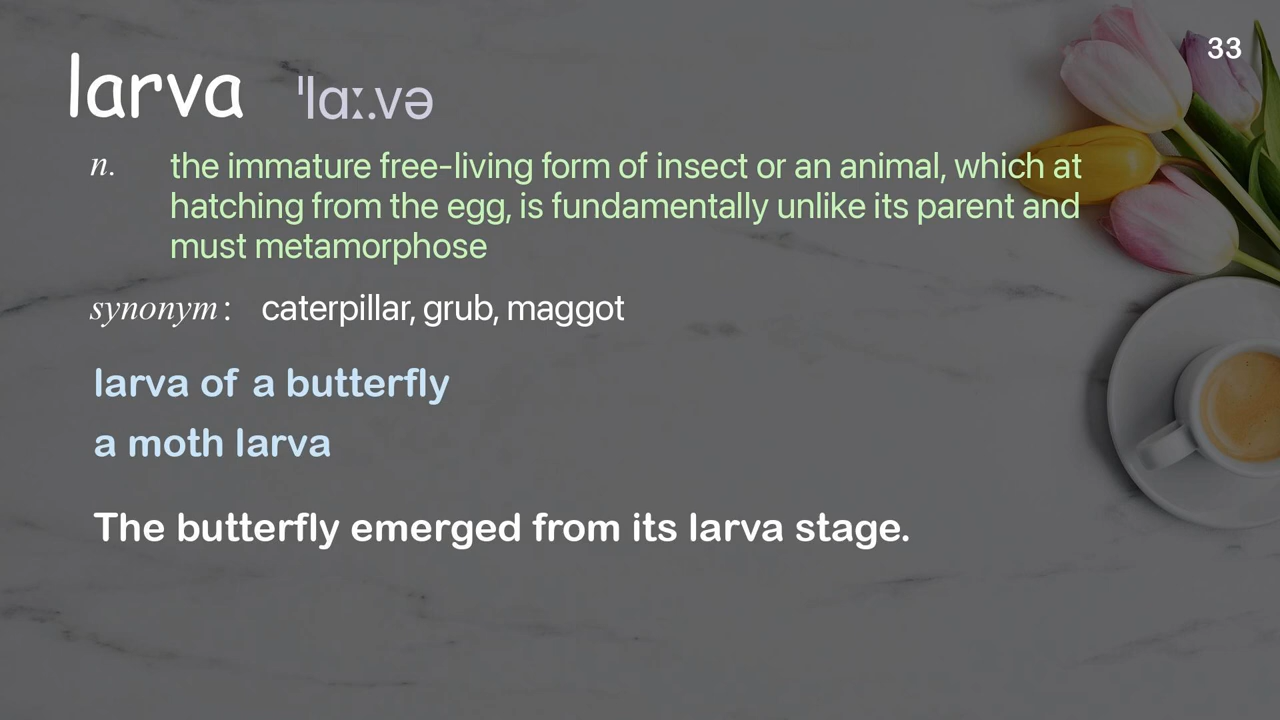 33
larva ˈlɑː.və
n. the immature free-living form of insect or an animal, which at
hatching from the egg, is fundamentally unlike its parent and
must metamorphose
synonym: caterpillar, grub, maggot
larva of a butterfly
a moth larva
The butterfly emerged from its larva stage.